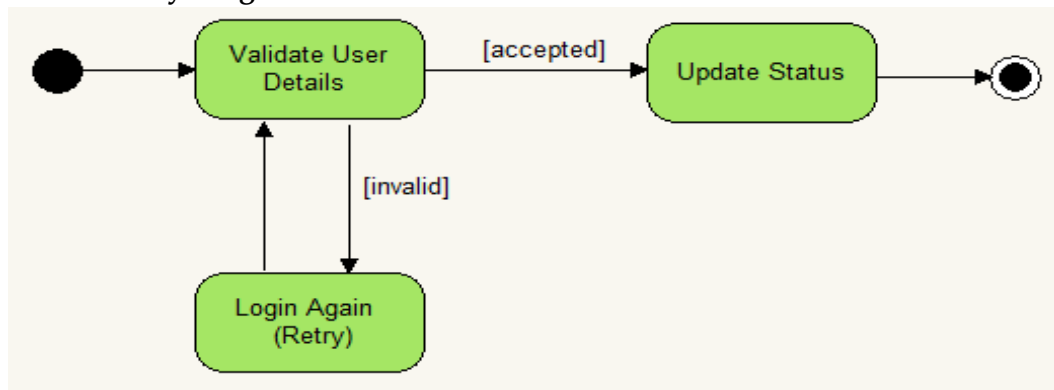 Validate User
Details
[accepted]
Update Status
[invalid]
Login Again
(Retry)